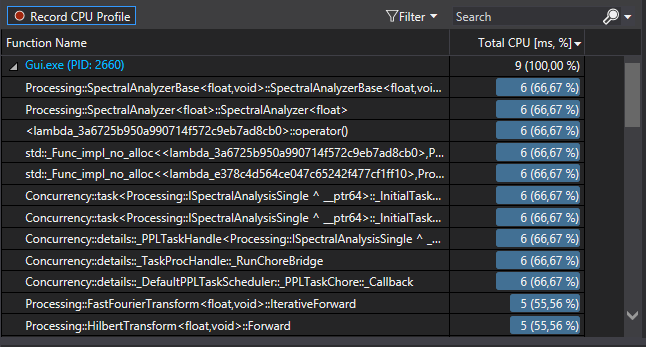 Record CPU Profile Filter Search
Function Name Total CPU [ms, %]
Gui.exe (PID: 2660) 9 (100,00 %)
Processing::SpectralAnalyzerBase<float,void>::SpectralAnalyzerBase<float,voi... 6 (66,67 %)
Processing::SpectralAnalyzer<float>::SpectralAnalyzer<float> 6 (66,67 %)
<lambda_3a6725b950a990714f572c9eb7ad8cb0>::operator() 6 (66,67 %)
std::_Func_impl_no_alloc<<lambda_3a6725b950a990714f572c9eb7ad8cb0>,P... 6 (66,67 %)
std::_Func_impl_no_alloc<<lambda_e378c4d564ce047c65242f477cf1ff10>,Pro... 6 (66,67 %)
Concurrency::task<Processing::ISpectralAnalysisSingle ^ __ptr64>::_InitialTask... 6 (66,67 %)
Concurrency::task<Processing::ISpectralAnalysisSingle ^ __ptr64>::_InitialTask... 6 (66,67 %)
Concurrency::details::_PPLTaskHandle<Processing::ISpectralAnalysisSingle ^ _... 6 (66,67 %)
Concurrency::details::_TaskProcHandle::_RunChoreBridge 6 (66,67 %)
Concurrency::details::_DefaultPPLTaskScheduler::_PPLTaskChore::_Callback 6 (66,67 %)
Processing::FastFourierTransform<float,void>::IterativeForward 5 (55,56 %)
Processing::HilbertTransform<float,void>::Forward 5 (55,56 %)